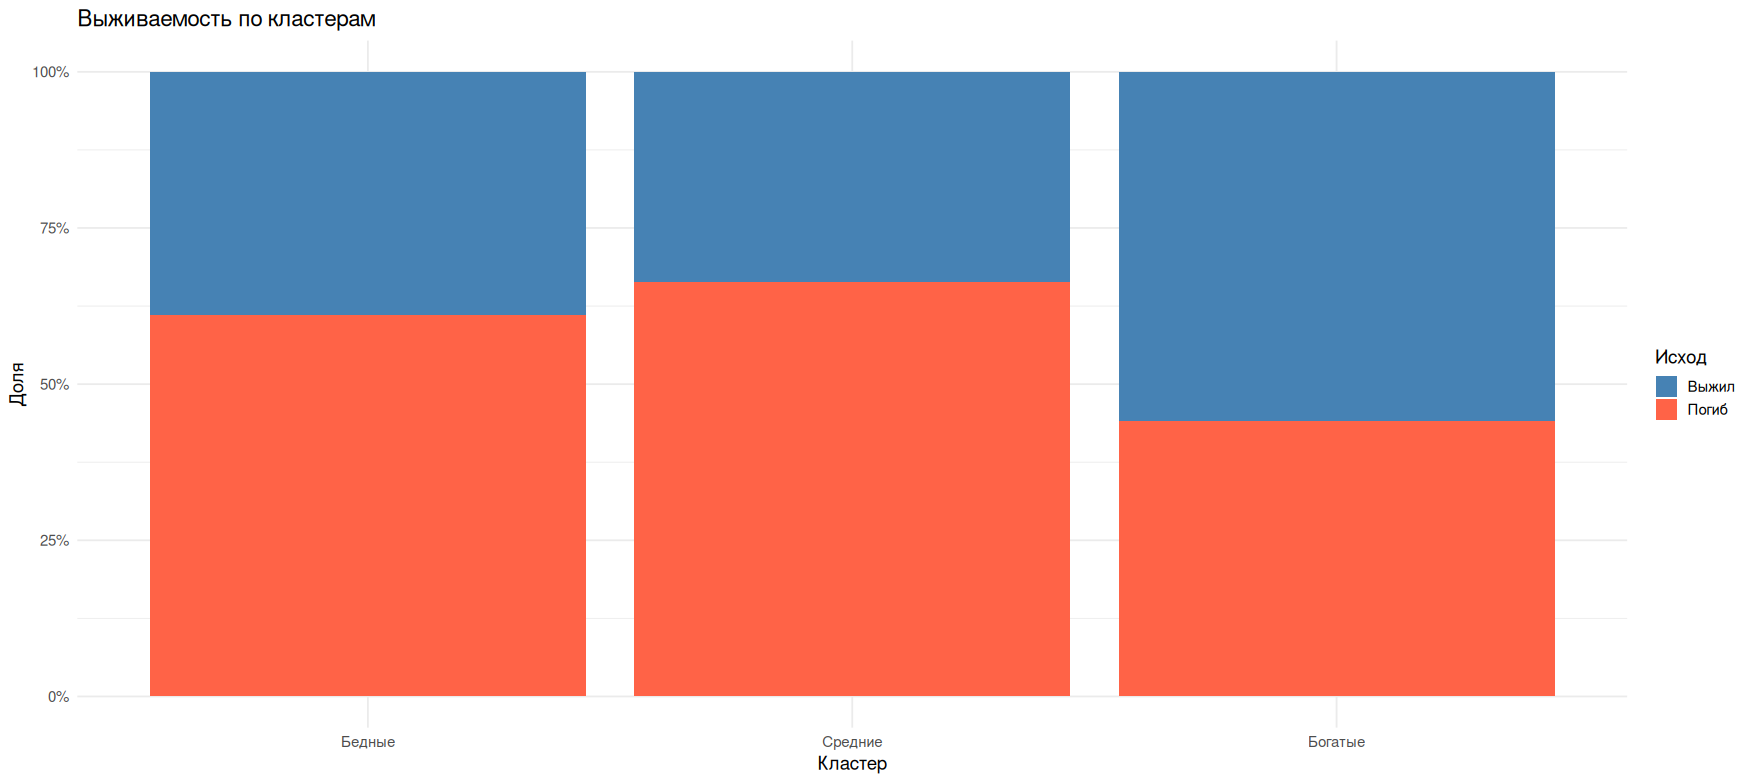 Выживаемость по кластерам
100%
75%
50%
25%
0%
Доля
Бедные
Средние
Богатые
Кластер
Исход
Выжил
Погиб